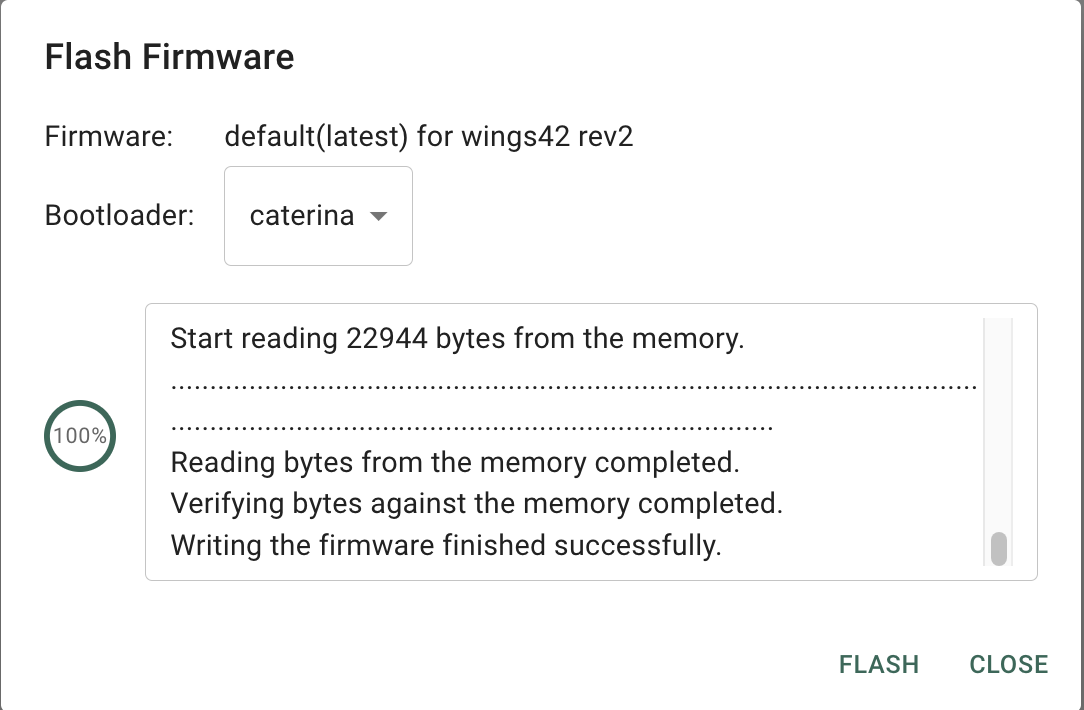 Flash Firmware
Firmware: default(latest) for wings42 rev2
Bootloader: caterina
Start reading 22944 bytes from the memory.
.......................................................................................................
.............................................................................
100%
Reading bytes from the memory completed.
Verifying bytes against the memory completed.
Writing the firmware finished successfully.
FLASH CLOSE